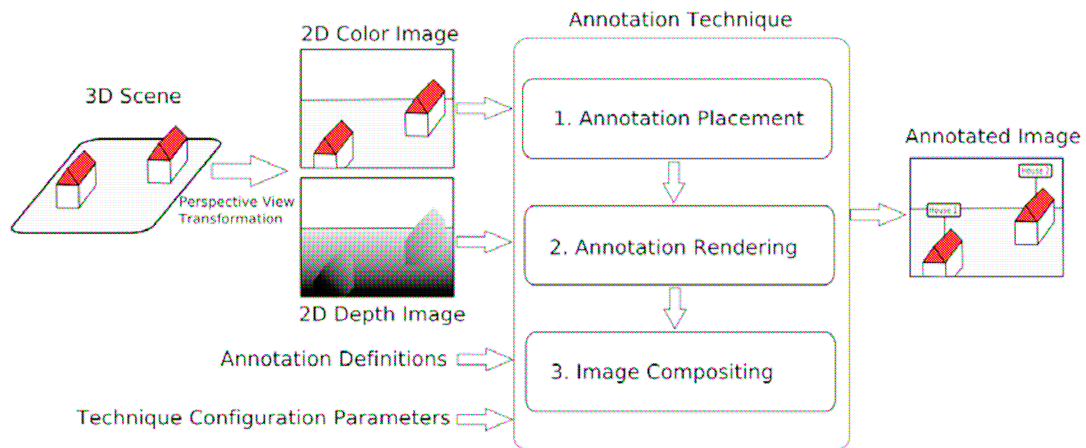 Annotation Technique
2D Color Image
3D Scene
1. Annotation Placement
Annotated Image
House 2
House 1
Perspective View
Transformation
2. Annotation Rendering
2D Depth Image
Annotation Definitions
3. Image Compositing
Technique Configuration Parameters